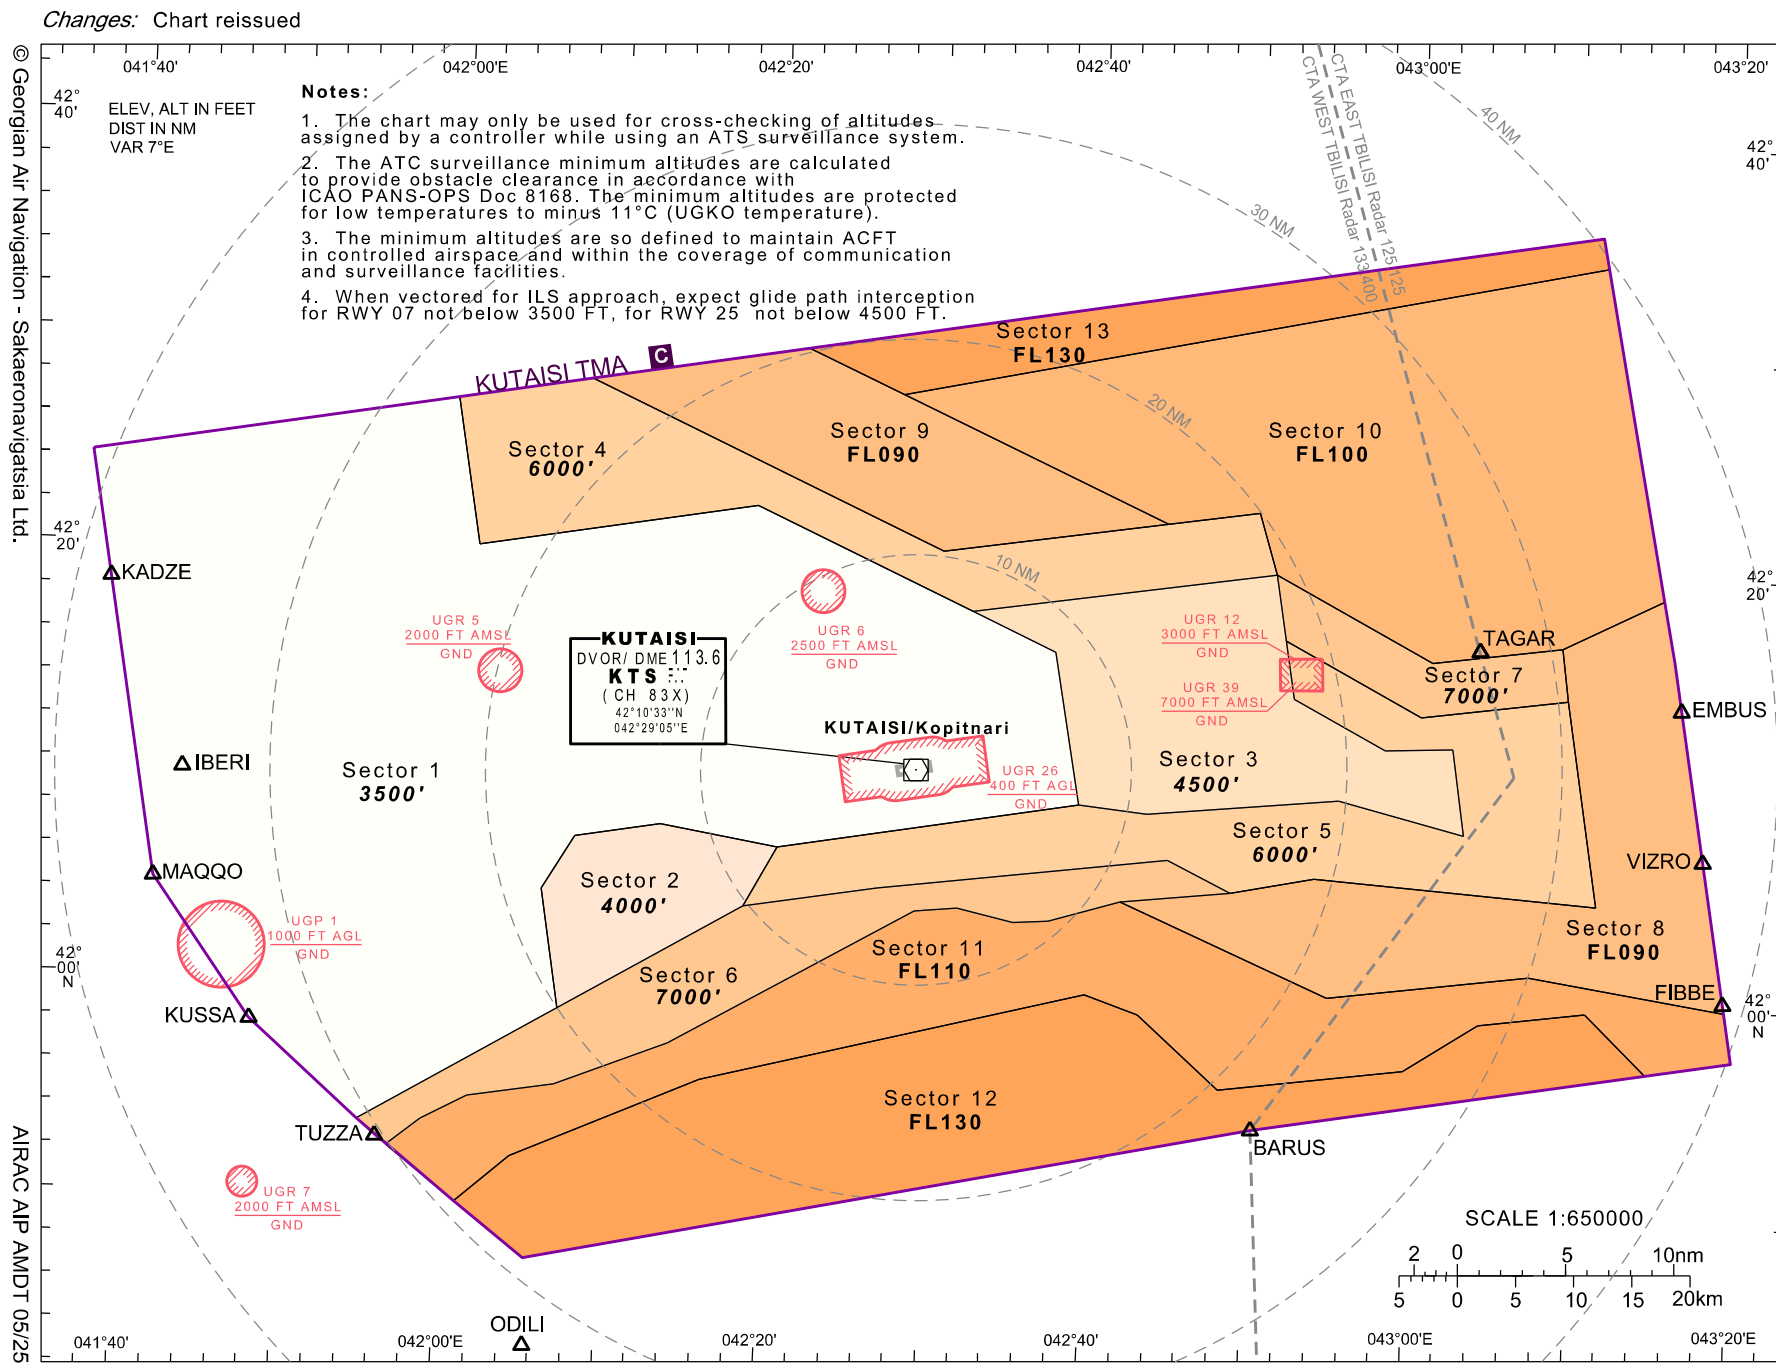 Changes: Chart reissued
© Georgian Air Navigation - Sakaeronavigatsia Ltd.
AIRAC AIP AMDT 05/25
041°40'
042°00'E
042°20'
042°40'
043°00'E
043°20'
42°
40'
42°
40'
ELEV, ALT IN FEET
DIST IN NM
VAR 7°E
Notes:
1. The chart may only be used for cross-checking of altitudes
assigned by a controller while using an ATS surveillance system.
2. The ATC surveillance minimum altitudes are calculated
to provide obstacle clearance in accordance with
ICAO PANS-OPS Doc 8168. The minimum altitudes are protected
for low temperatures to minus 11°C (UGKO temperature).
3. The minimum altitudes are so defined to maintain ACFT
in controlled airspace and within the coverage of communication
and surveillance facilities.
4. When vectored for ILS approach, expect glide path interception
for RWY 07 not below 3500 FT, for RWY 25 not below 4500 FT.
CTA EAST TBILISI Radar 125.125
CTA WEST TBILISI Radar 133.400
40 NM
30 NM
20 NM
10 NM
KUTAISI TMA C
Sector 13
FL130
Sector 4
6000'
Sector 9
FL090
Sector 10
FL100
42°
20'
42°
20'
KADZE
UGR 5
2000 FT AMSL
GND
UGR 6
2500 FT AMSL
GND
UGR 12
3000 FT AMSL
GND
UGR 39
7000 FT AMSL
GND
TAGAR
Sector 7
7000'
EMBUS
KUTAISI
DVOR/ DME 113.6
KTS
(CH 83X)
42°10'33''N
042°29'05''E
KUTAISI/Kopitnari
UGR 26
400 FT AGL
GND
IBERI
Sector 1
3500'
Sector 3
4500'
Sector 5
6000'
VIZRO
MAQQO
Sector 2
4000'
UGP 1
1000 FT AGL
GND
Sector 8
FL090
Sector 11
FL110
Sector 6
7000'
42°
00'
N
42°
00'
N
FIBBE
KUSSA
Sector 12
FL130
TUZZA
BARUS
UGR 7
2000 FT AMSL
GND
SCALE 1:650000
2 0 5 10nm
5 0 5 10 15 20km
ODILI
041°40'
042°00'E
042°20'
042°40'
043°00'E
043°20'